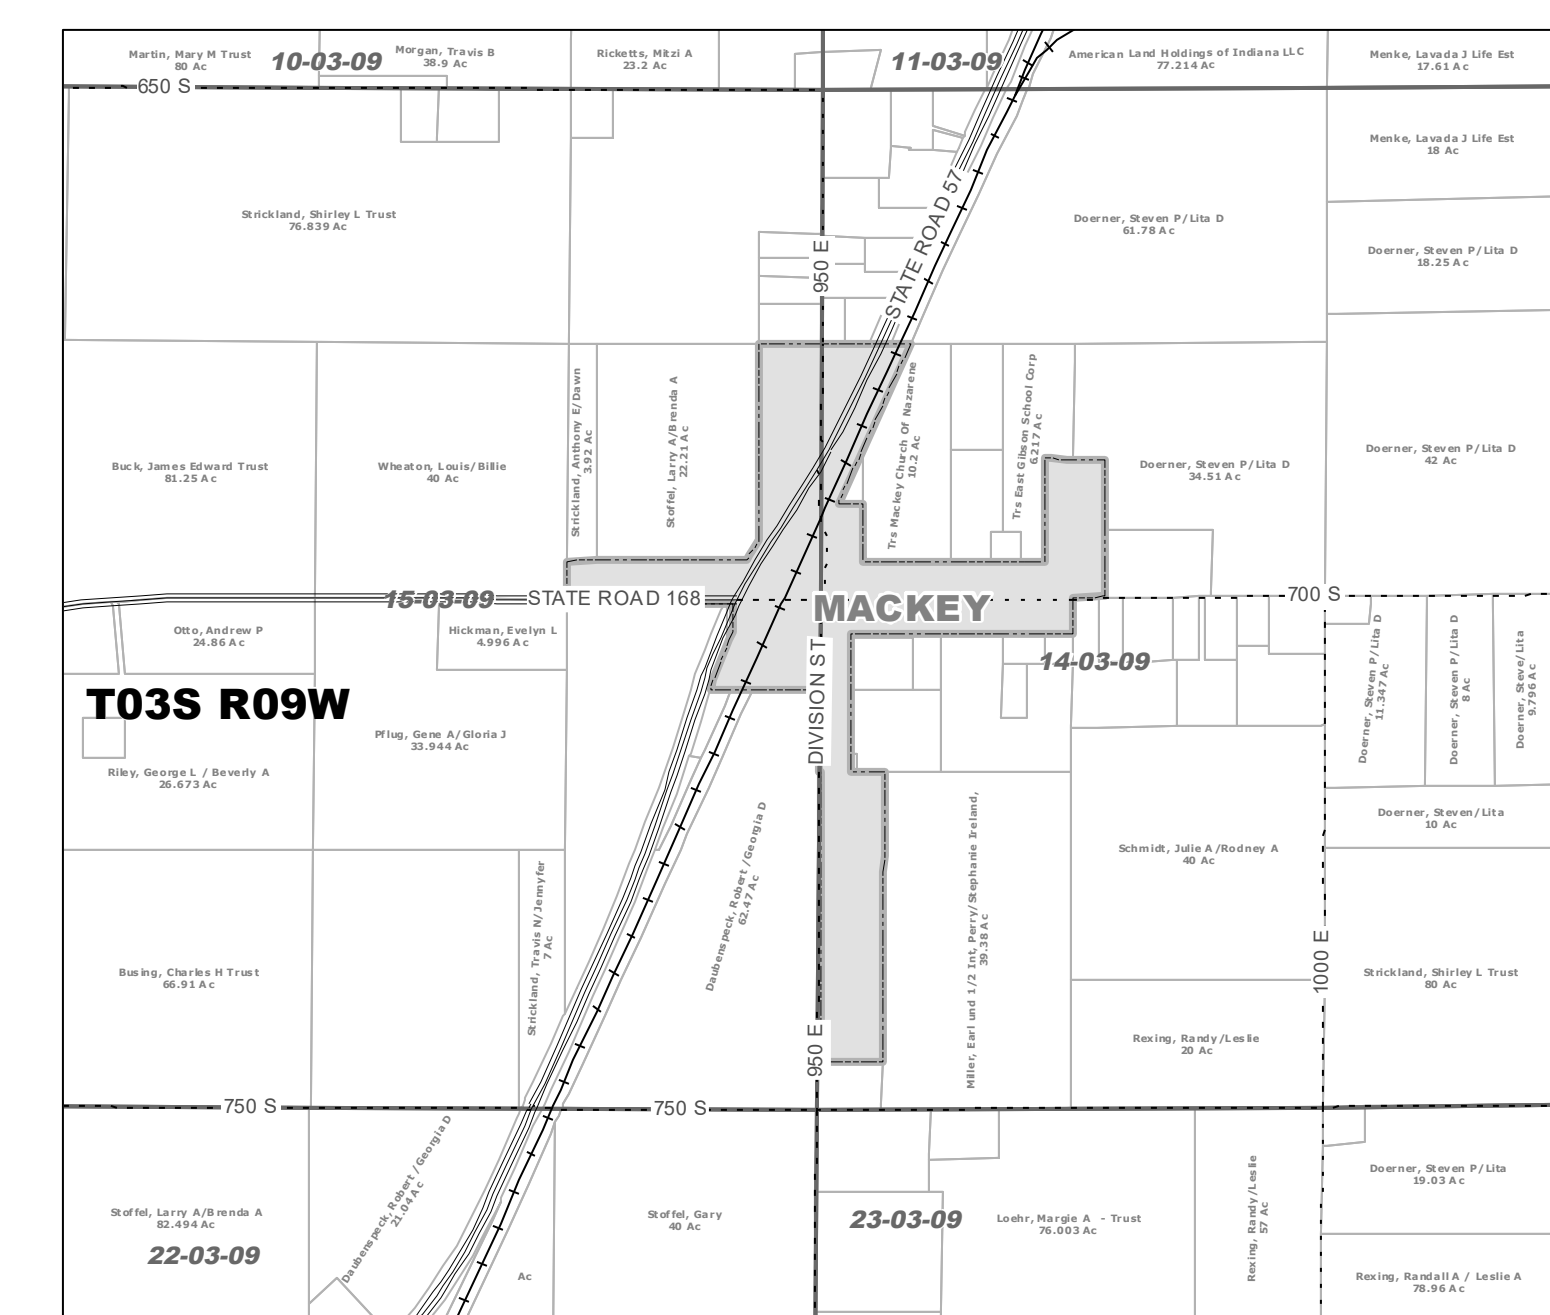 Martin, Mary M Trust
80 Ac
10-03-09
Morgan, Travis B
38.9 Ac
Ricketts, Mitzi A
23.2 Ac
11-03-09
American Land Holdings of Indiana LLC
77.214 Ac
Menke, Lavada J Life Est
17.61 Ac
650 S
Menke, Lavada J Life Est
18 Ac
Strickland, Shirley L Trust
76.839 Ac
950 E
STATE ROAD 57
Doerner, Steven P/Lita D
61.78 Ac
Doerner, Steven P/Lita D
18.25 Ac
Buck, James Edward Trust
81.25 Ac
Wheaton, Louis/Billie
40 Ac
Strickland, Anthony E/Dawn
3.92 Ac
Stoffel, Larry A/Brenda A
22.21 Ac
Trs Mackey Church Of Nazarene
10.2 Ac
Trs East Gibson School Corp
6.217 Ac
Doerner, Steven P/Lita D
34.51 Ac
Doerner, Steven P/Lita D
42 Ac
15-03-09
STATE ROAD 168
MACKEY
700 S
Otto, Andrew P
24.86 Ac
Hickman, Evelyn L
4.996 Ac
DIVISION ST
14-03-09
Doerner, Steven P/Lita D
11.347 Ac
Doerner, Steven P/Lita D
8 Ac
Doerner, Steve/Lita
9.796 Ac
T03S R09W
Pflug, Gene A/Gloria J
33.944 Ac
Riley, George L / Beverly A
26.673 Ac
Daubenspeck, Robert /Georgia D
62.47 Ac
Miller, Earl und 1/2 Int, Perry/Stephanie Ireland,
39.38 Ac
Schmidt, Julie A /Rodney A
40 Ac
Doerner, Steven/Lita
10 Ac
Busing, Charles H Trust
66.91 Ac
Strickland, Travis N/Jennyfer
7 Ac
1000 E
Strickland, Shirley L Trust
80 Ac
950 E
Rexing, Randy /Leslie
20 Ac
750 S
750 S
Stoffel, Larry A/Brenda A
82.494 Ac
22-03-09
Daubenspeck, Robert /Georgia D
21.04 Ac
Ac
Stoffel, Gary
40 Ac
23-03-09
Loehr, Margie A - Trust
76.003 Ac
Rexing, Randy /Leslie
57 Ac
Doerner, Steven P/Lita
19.03 Ac
Rexing, Randall A / Leslie A
78.96 Ac